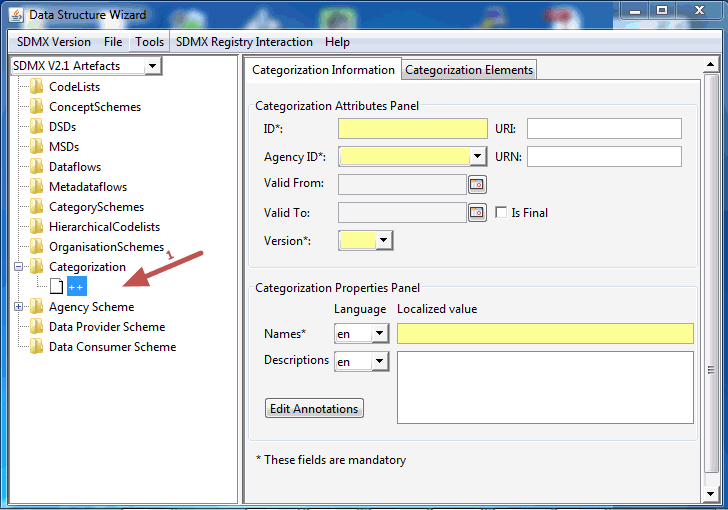 Data Structure Wizard
SDMX Version File Tools SDMX Registry Interaction Help
SDMX V2.1 Artefacts
CodeLists
ConceptSchemes
DSDs
MSDs
Dataflows
Metadataflows
CategorySchemes
HierarchicalCodelists
OrganisationSchemes
Categorization
++
Agency Scheme
Data Provider Scheme
Data Consumer Scheme
1
Categorization Information Categorization Elements
Categorization Attributes Panel
ID*: URI:
Agency ID*: URN:
Valid From:
Valid To: Is Final
Version*:
Categorization Properties Panel
Language Localized value
Names* en
Descriptions en
Edit Annotations
* These fields are mandatory